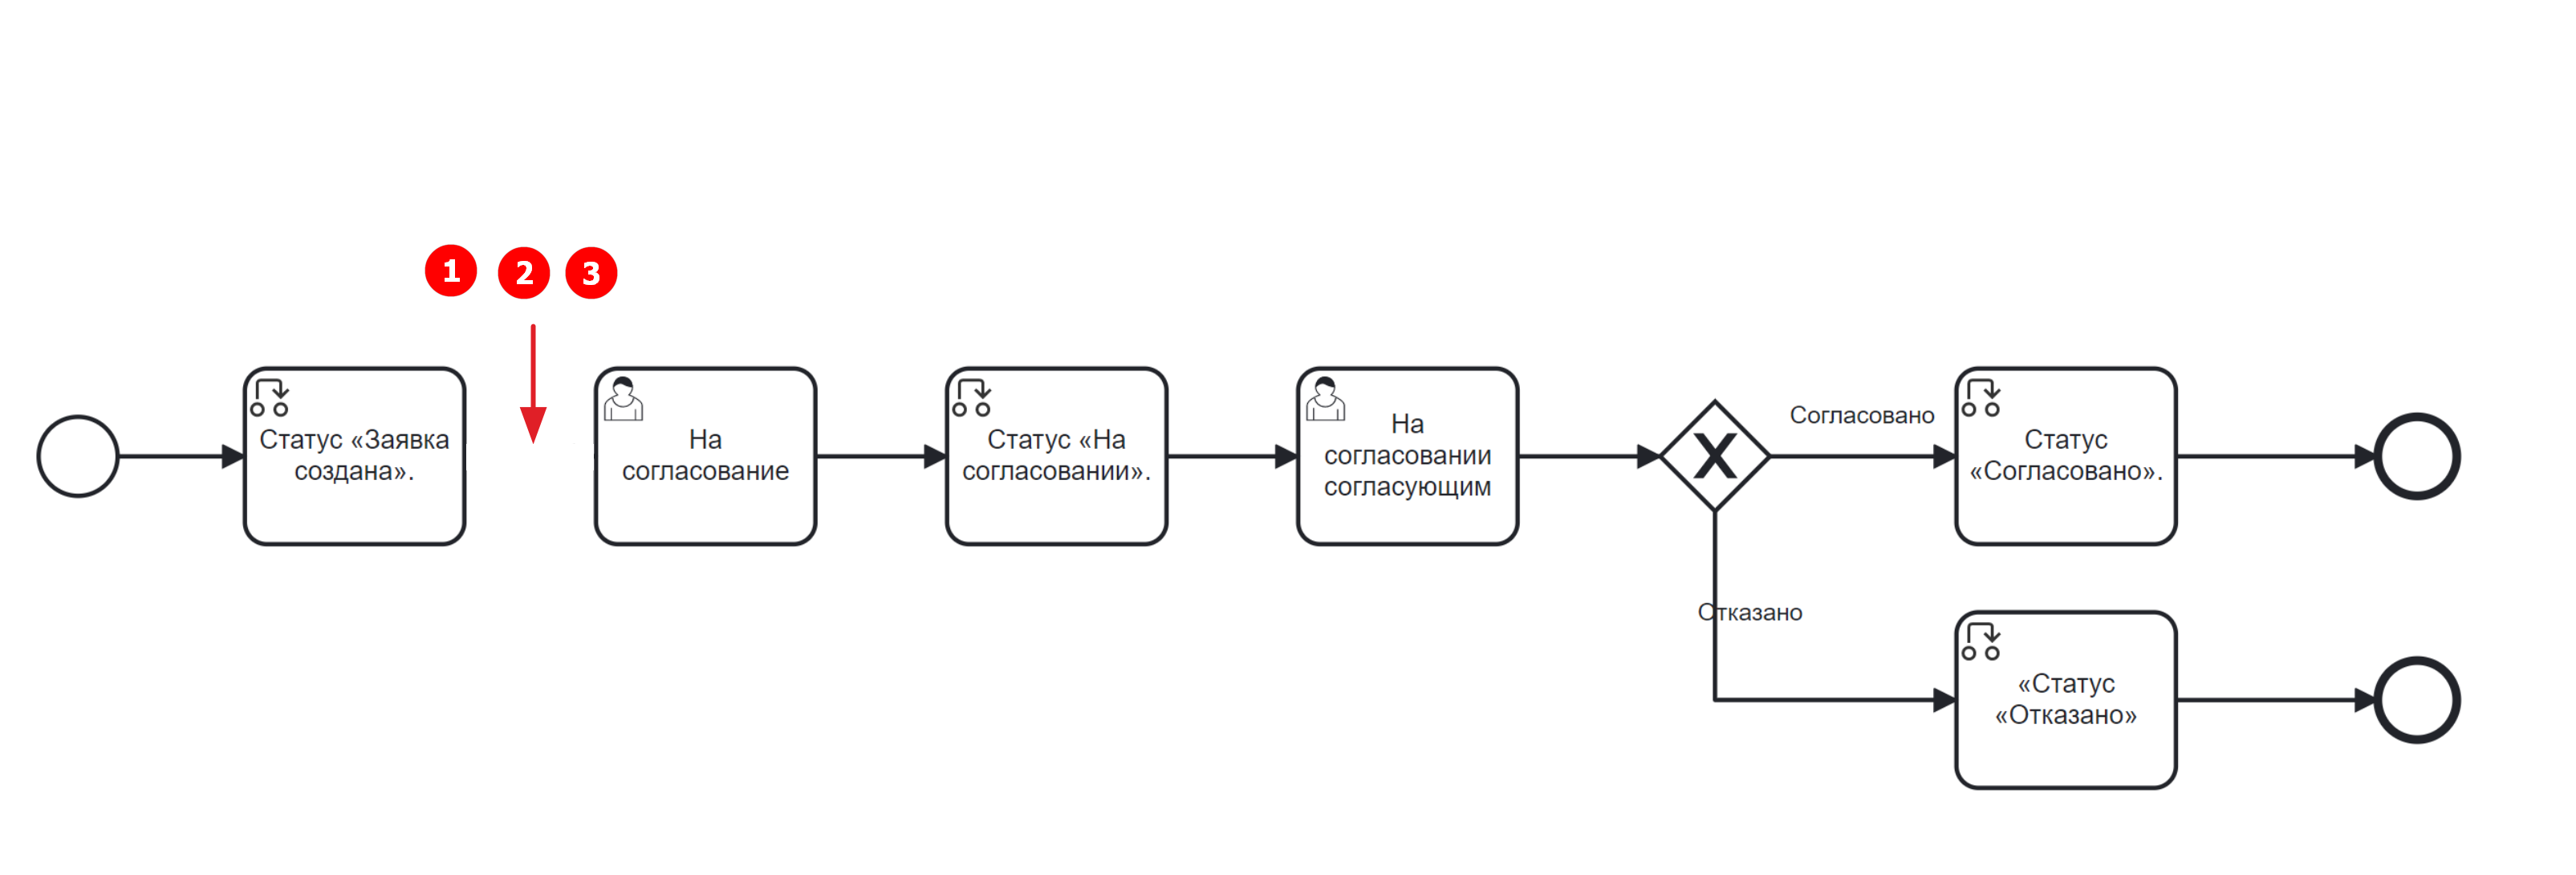 1 2 3
Статус «Заявка
создана».
На
согласование
Статус «На
согласовании».
На
согласовании
согласующим
X
Согласовано
Статус
«Согласовано».
Отказано
«Статус
«Отказано»